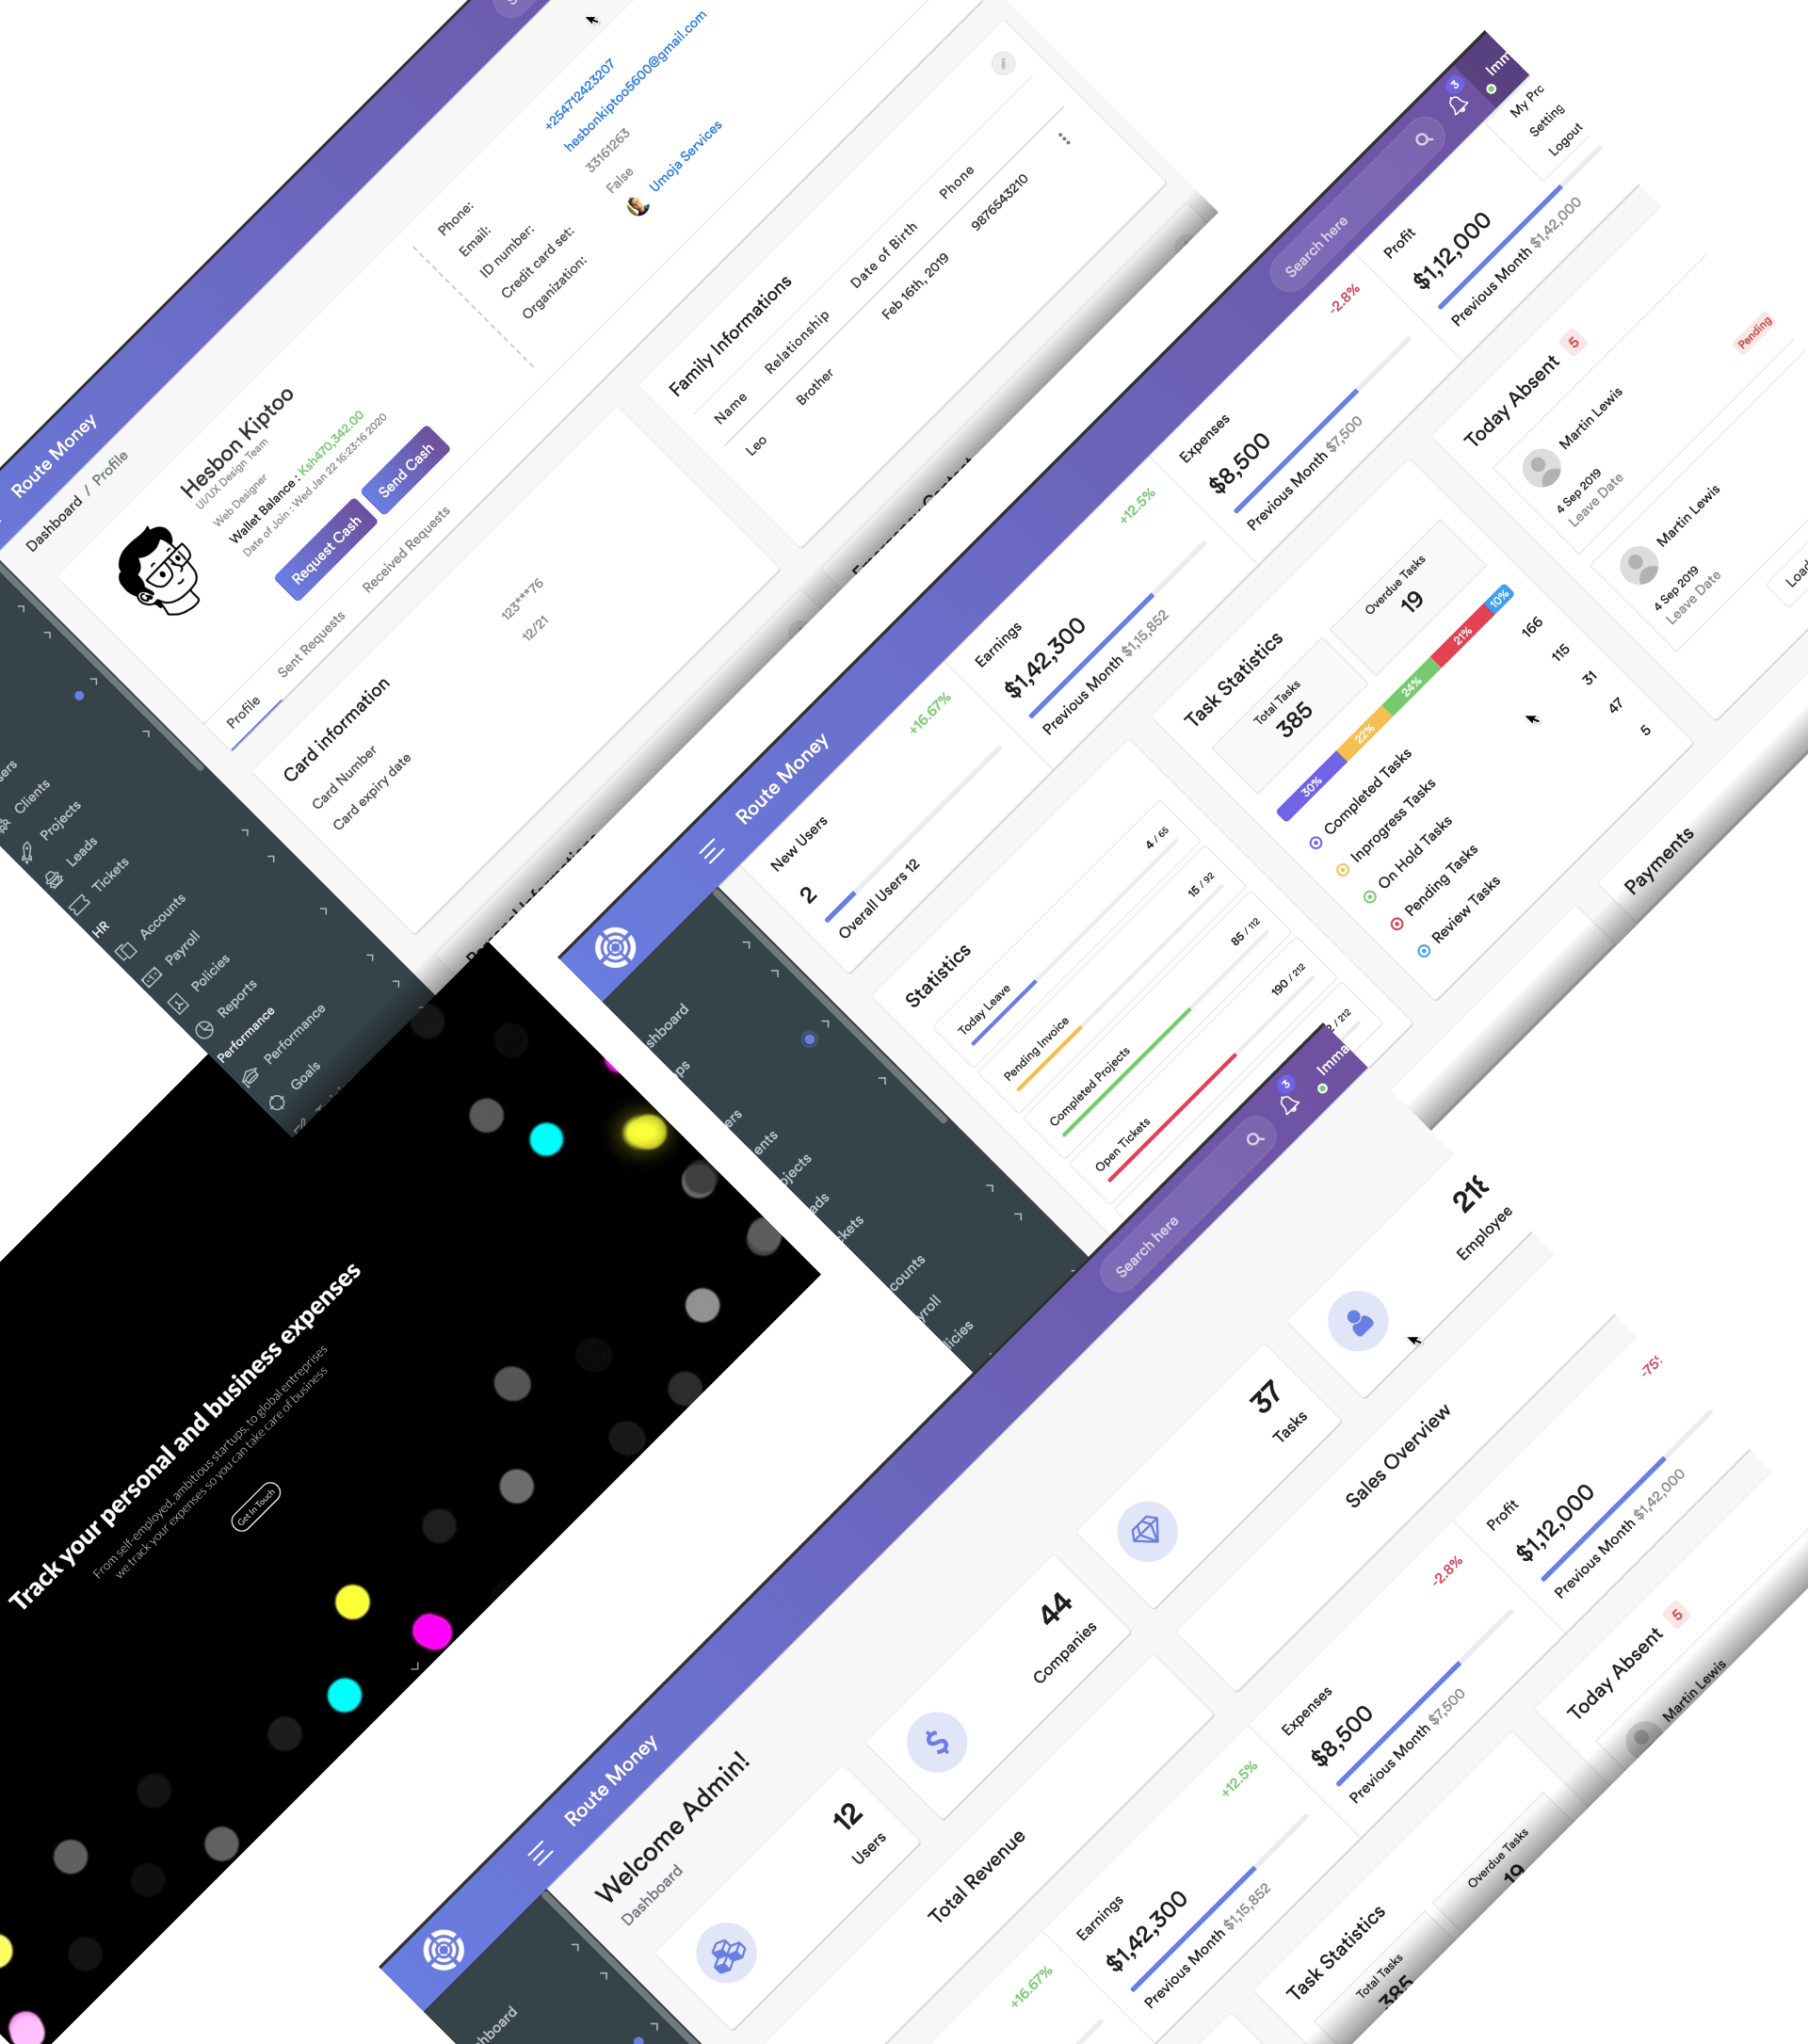 Route Money
Dashboard / Profile
Hesbon Kiptoo
UI/UX Design Team
Web Designer
Wallet Balance : Ksh470,342.00
Date of Join : Wed Jan 22 16:23:16 2020
Request Cash
Send Cash
Phone:
+254712423207
Email:
hesbonkiptoo5600@gmail.com
ID number:
33161263
Credit card set:
False
Organization:
Umoja Services
Profile
Sent Requests
Received Requests
Card information
Card Number
123***76
Card expiry date
12/21
Family Informations
Name
Relationship
Date of Birth
Phone
Leo
Brother
Feb 16th, 2019
9876543210
Clients
Projects
Leads
Tickets
HR
Accounts
Payroll
Policies
Reports
Performance
Performance
Goals
Route Money
Search here
3
Logout
New Users
2
Overall Users 12
+16.67%
Earnings
$1,42,300
Previous Month $1,15,852
+12.5%
Expenses
$8,500
Previous Month $7,500
-2.8%
Profit
$1,12,000
Previous Month $1,42,000
Statistics
Today Leave
4 / 65
Pending Invoice
15 / 92
Completed Projects
85 / 112
Open Tickets
190 / 212
Task Statistics
Total Tasks
385
Overdue Tasks
19
30%
22%
24%
21%
10%
Completed Tasks
166
Inprogress Tasks
115
On Hold Tasks
31
Pending Tasks
47
Review Tasks
5
Today Absent 5
Martin Lewis
4 Sep 2019
Leave Date
Pending
Martin Lewis
4 Sep 2019
Leave Date
Payments
Track your personal and business expenses
From self-employed, ambitious startups, to global entreprises
we track your expenses so you can take care of business
Get In Touch
Route Money
Search here
3
Welcome Admin!
Dashboard
12
Users
44
Companies
37
Tasks
Employee
Total Revenue
Sales Overview
+16.67%
Earnings
$1,42,300
Previous Month $1,15,852
+12.5%
Expenses
$8,500
Previous Month $7,500
-2.8%
Profit
$1,12,000
Previous Month $1,42,000
Task Statistics
Total Tasks
385
Overdue Tasks
19
Today Absent 5
Martin Lewis